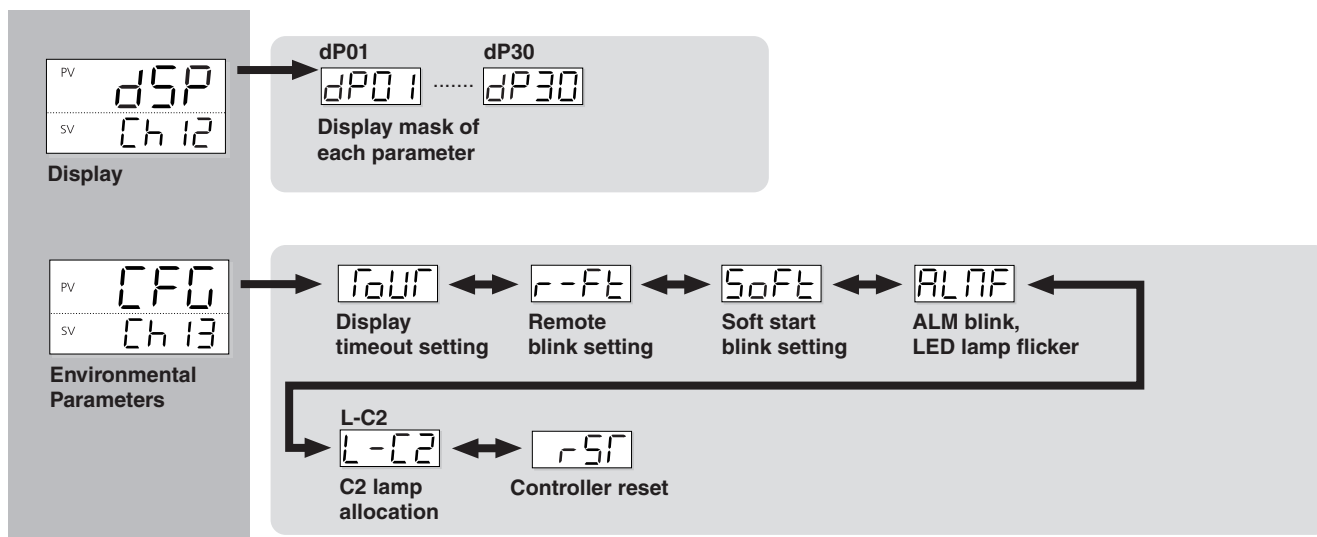 PV dSP
SV Ch12
Display
dP01 dP30
dP01 ....... dP30
Display mask of
each parameter
PV CFG
SV Ch13
Environmental
Parameters
ToUT
Display
timeout setting
r-Ft
Remote
blink setting
SoFt
Soft start
blink setting
ALMF
ALM blink,
LED lamp flicker
L-C2
L-C2
C2 lamp
allocation
rST
Controller reset